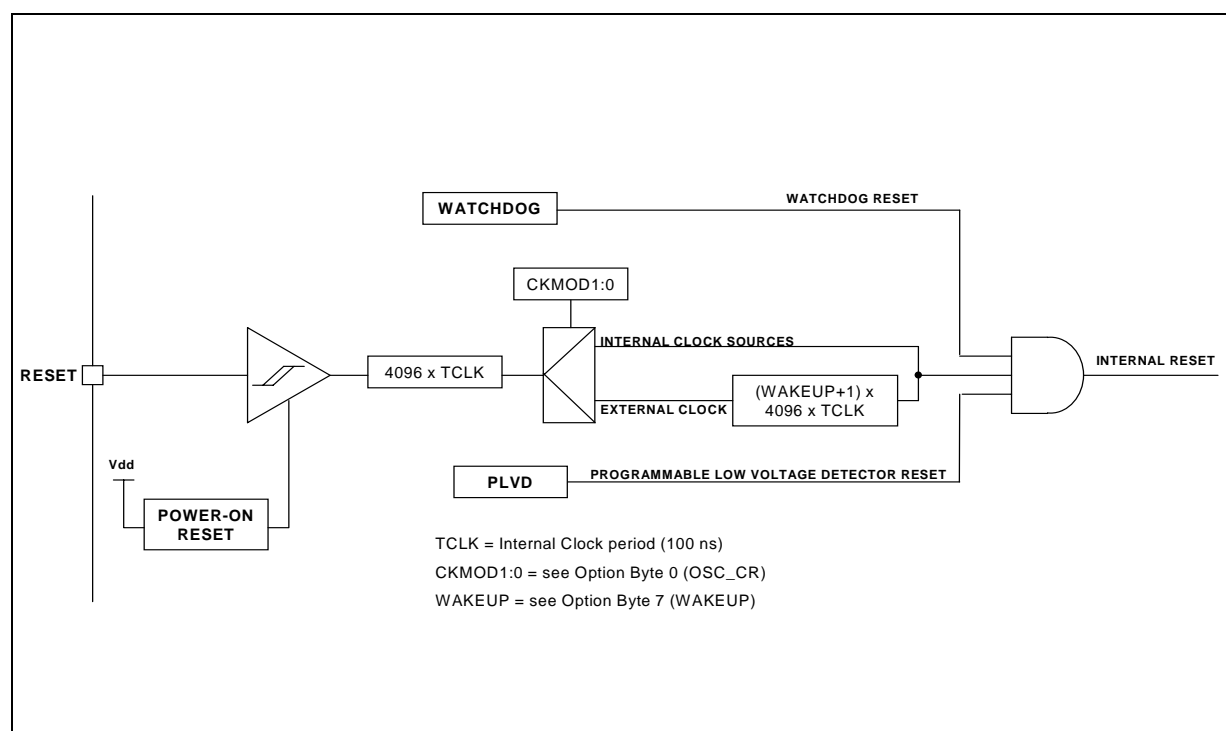 WATCHDOG
WATCHDOG RESET
CKMOD1:0
INTERNAL CLOCK SOURCES
RESET
4096 x TCLK
INTERNAL RESET
(WAKEUP+1) x
4096 x TCLK
EXTERNAL CLOCK
Vdd
PLVD
PROGRAMMABLE LOW VOLTAGE DETECTOR RESET
POWER-ON
RESET
TCLK = Internal Clock period (100 ns)
CKMOD1:0 = see Option Byte 0 (OSC_CR)
WAKEUP = see Option Byte 7 (WAKEUP)